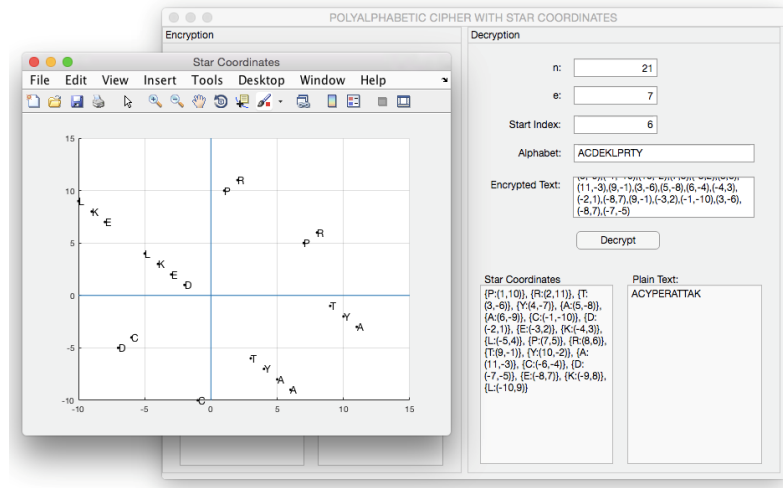 POLYALPHABETIC CIPHER WITH STAR COORDINATES
Encryption
Decryption
Star Coordinates
File Edit View Insert Tools Desktop Window Help
15
10
5
0
-5
-10
-10
-5
0
5
10
15
R
P
L
K
E
R
P
L
K
E
D
T
Y
A
C
D
T
Y
A
A
C
n:
21
e:
7
Start Index:
6
Alphabet:
ACDEKLPRTY
Encrypted Text:
(11,-3),(9,-1),(3,-6),(5,-8),(6,-4),(-4,3),
(-2,1),(-8,7),(9,-1),(-3,2),(-1,-10),(3,-6),
(-8,7),(-7,-5)
Decrypt
Star Coordinates
{P:(1,10)}, {R:(2,11)}, {T:
(3,-6)}, {Y:(4,-7)}, {A:(5,-8)},
{A:(6,-9)}, {C:(-1,-10)}, {D:
(-2,1)}, {E:(-3,2)}, {K:(-4,3)},
{L:(-5,4)}, {P:(7,5)}, {R:(8,6)},
{T:(9,-1)}, {Y:(10,-2)}, {A:
(11,-3)}, {C:(-6,-4)}, {D:
(-7,-5)}, {E:(-8,7)}, {K:(-9,8)},
{L:(-10,9)}
Plain Text:
ACYPERATTAK